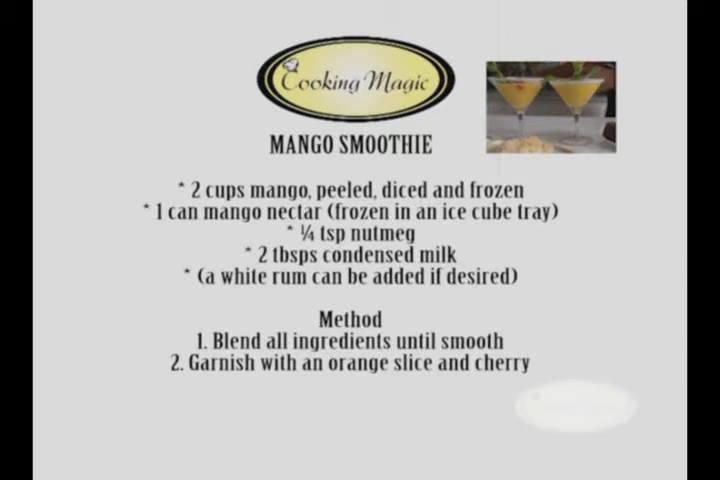 Cooking Magic
MANGO SMOOTHIE
* 2 cups mango, peeled, diced and frozen
* 1 can mango nectar (frozen in an ice cube tray)
* ¼ tsp nutmeg
* 2 tbsps condensed milk
* (a white rum can be added if desired)
Method
1. Blend all ingredients until smooth
2. Garnish with an orange slice and cherry